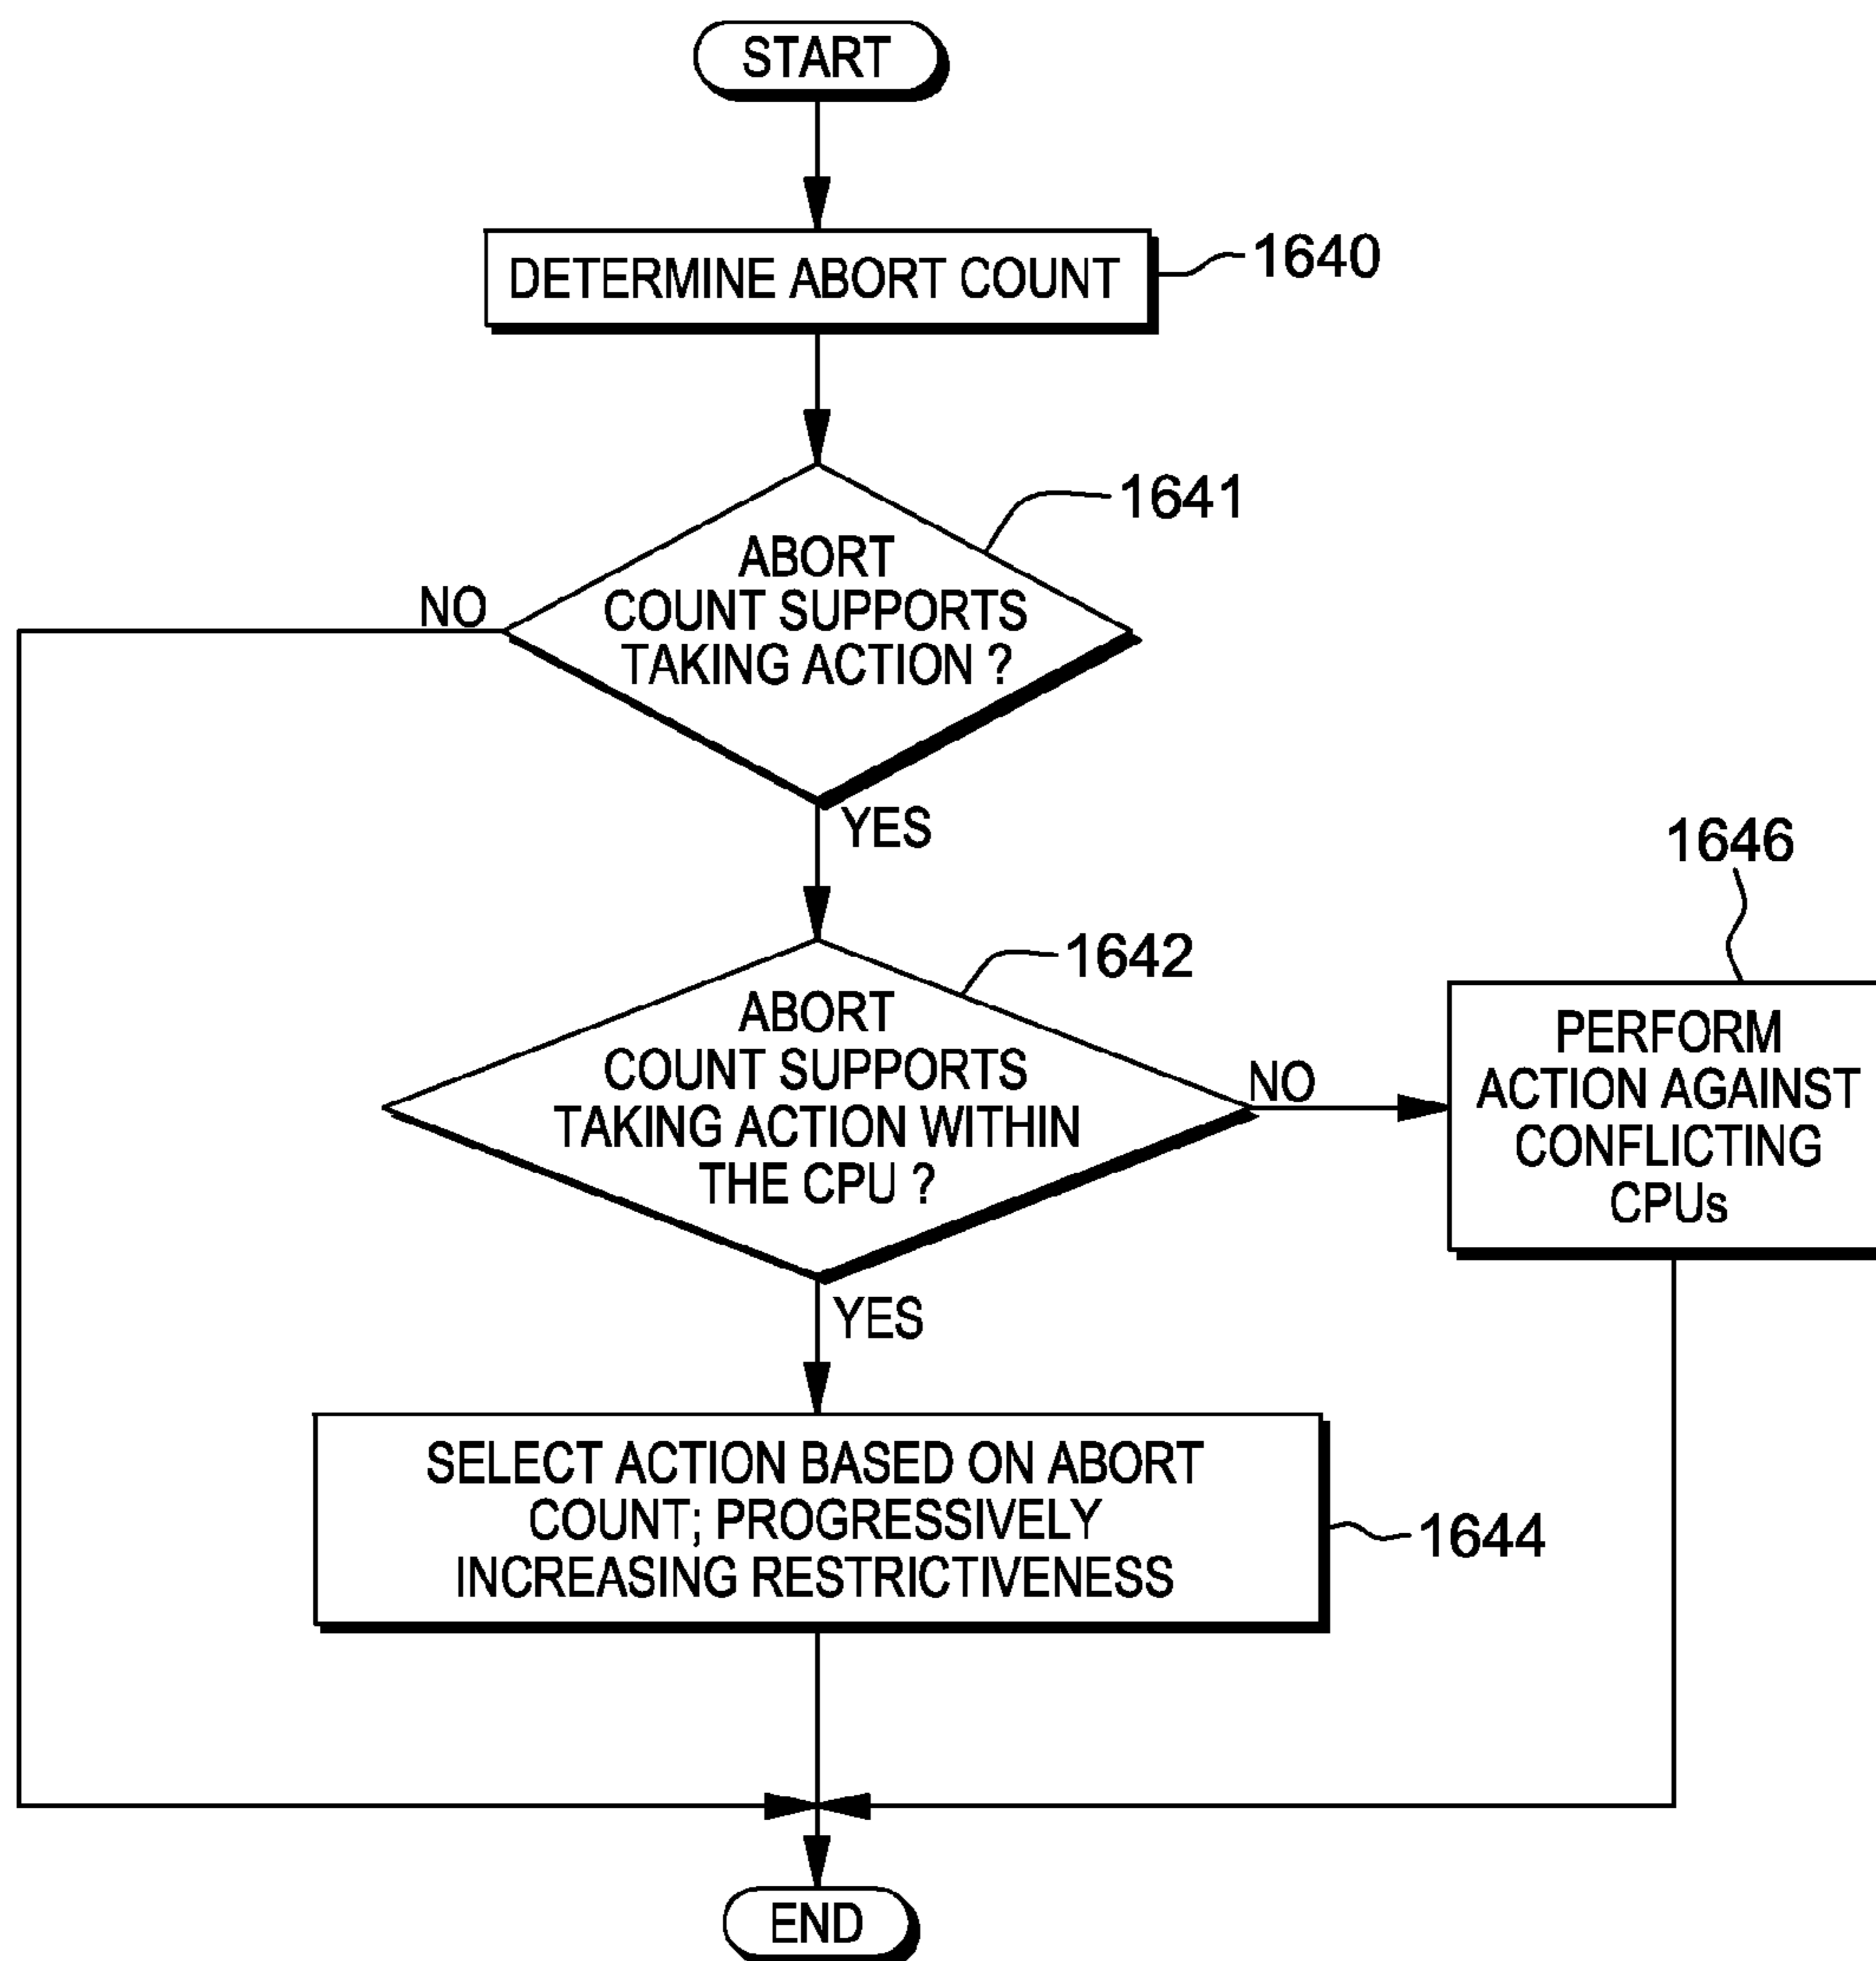 START
DETERMINE ABORT COUNT
1640
1641
ABORT
COUNT SUPPORTS
TAKING ACTION ?
NO
YES
1642
ABORT
COUNT SUPPORTS
TAKING ACTION WITHIN
THE CPU ?
NO
1646
PERFORM
ACTION AGAINST
CONFLICTING
CPUs
YES
SELECT ACTION BASED ON ABORT
COUNT; PROGRESSIVELY
INCREASING RESTRICTIVENESS
1644
END